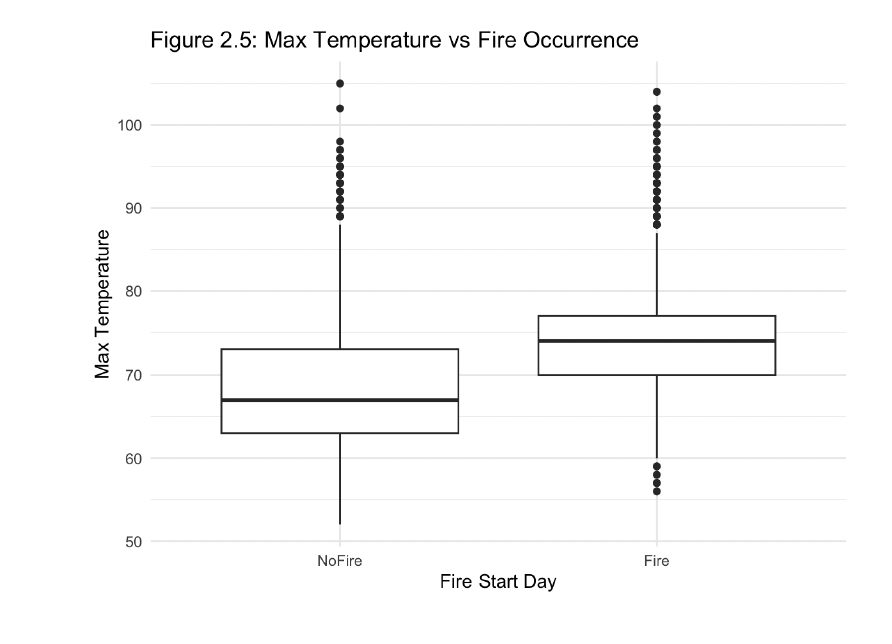 Figure 2.5: Max Temperature vs Fire Occurrence
100
90
80
70
60
50
Max Temperature
NoFire
Fire
Fire Start Day